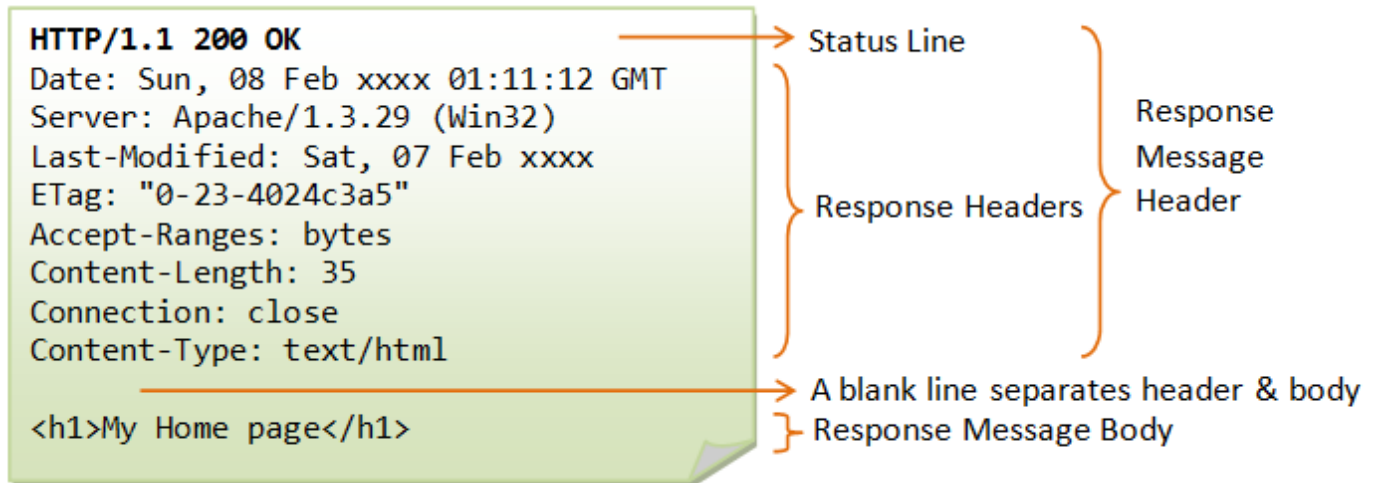 HTTP/1.1 200 OK
Date: Sun, 08 Feb xxxx 01:11:12 GMT
Server: Apache/1.3.29 (Win32)
Last-Modified: Sat, 07 Feb xxxx
ETag: "0-23-4024c3a5"
Accept-Ranges: bytes
Content-Length: 35
Connection: close
Content-Type: text/html
<h1>My Home page</h1>
Status Line
Response Headers
Response
Message
Header
A blank line separates header & body
Response Message Body